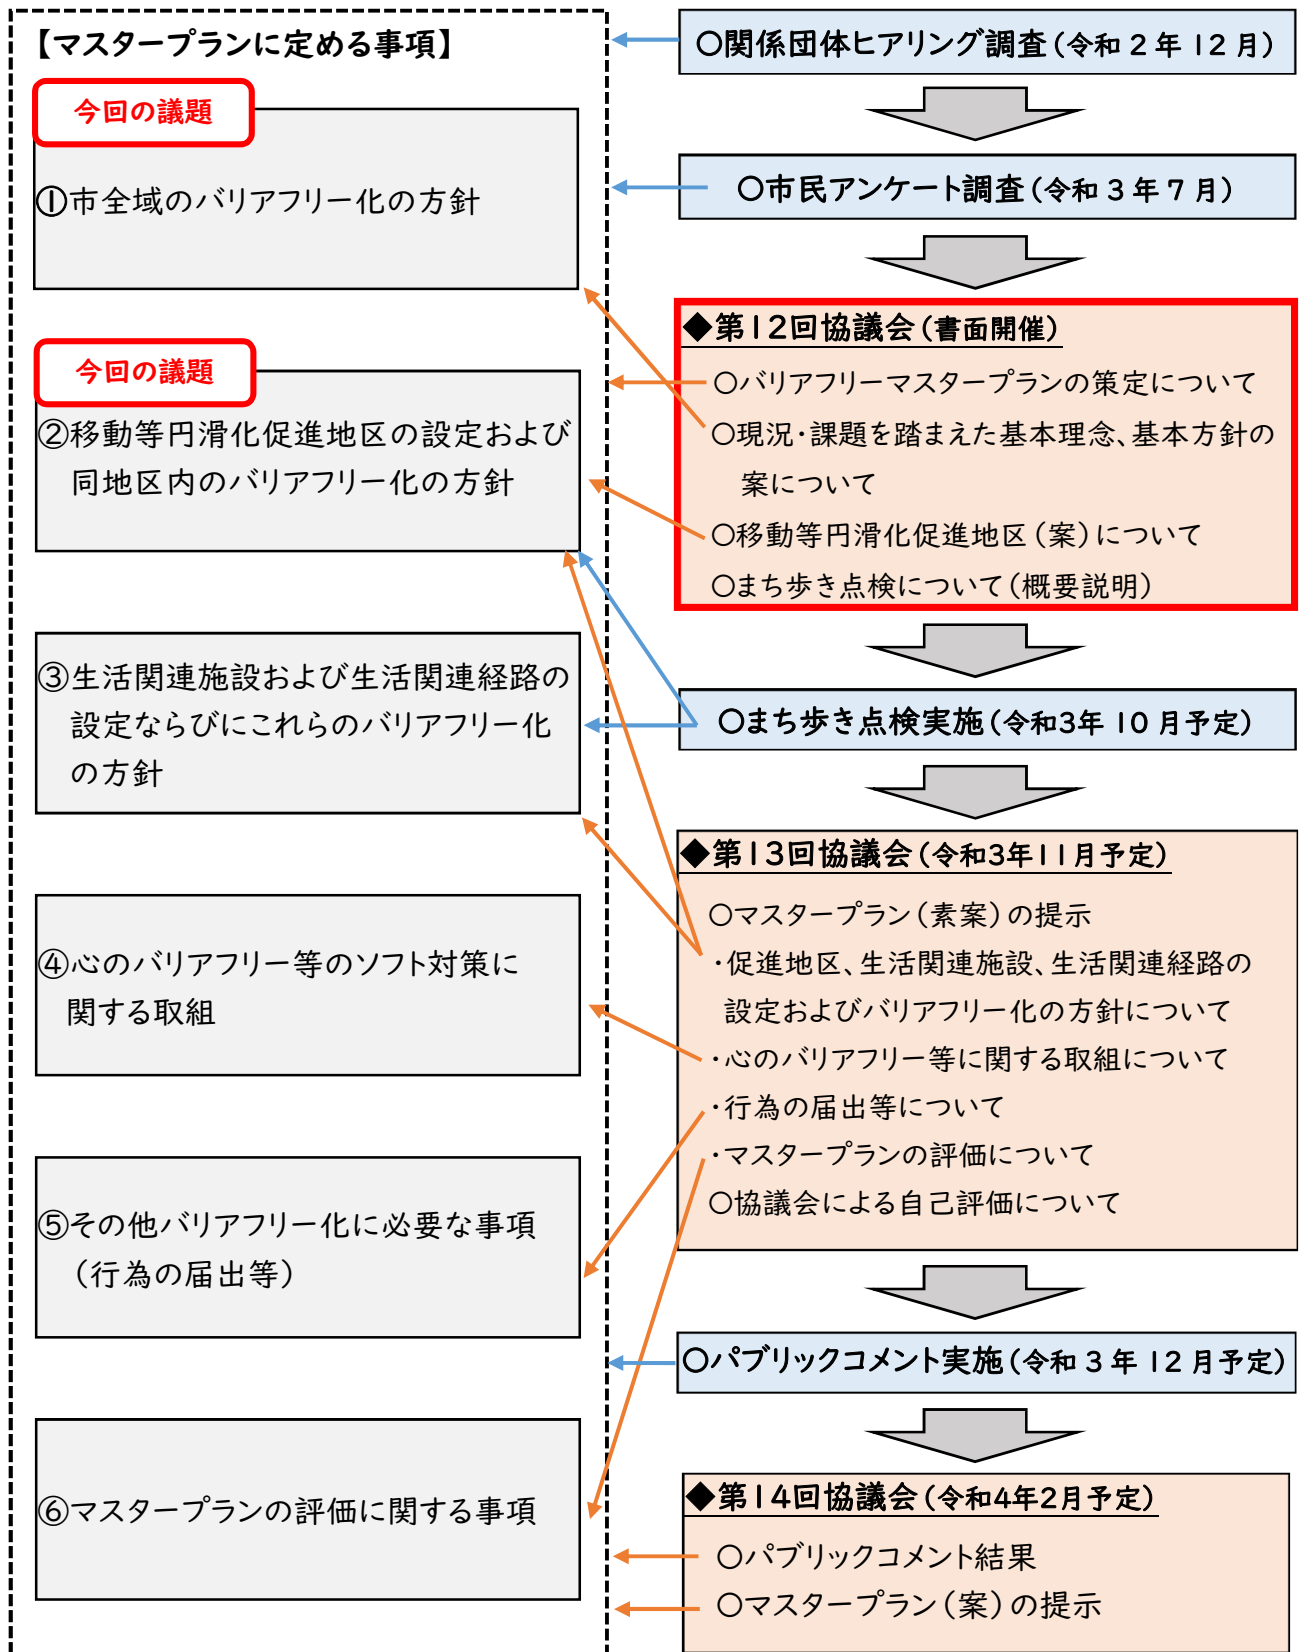 【マスタープランに定める事項】
今回の議題
①市全域のバリアフリー化の方針
今回の議題
②移動等円滑化促進地区の設定および
同地区内のバリアフリー化の方針
③生活関連施設および生活関連経路の
設定ならびにこれらのバリアフリー化
の方針
④心のバリアフリー等のソフト対策に
関する取組
⑤その他バリアフリー化に必要な事項
（行為の届出等）
⑥マスタープランの評価に関する事項
○関係団体ヒアリング調査（令和２年１２月）
○市民アンケート調査（令和３年７月）
◆第１２回協議会（書面開催）
○バリアフリーマスタープランの策定について
○現況・課題を踏まえた基本理念、基本方針の
案について
○移動等円滑化促進地区（案）について
○まち歩き点検について（概要説明）
○まち歩き点検実施（令和３年１０月予定）
◆第１３回協議会（令和３年１１月予定）
○マスタープラン（素案）の提示
・促進地区、生活関連施設、生活関連経路の
設定およびバリアフリー化の方針について
・心のバリアフリー等に関する取組について
・行為の届出等について
・マスタープランの評価について
○協議会による自己評価について
○パブリックコメント実施（令和３年１２月予定）
◆第１４回協議会（令和４年２月予定）
○パブリックコメント結果
○マスタープラン（案）の提示